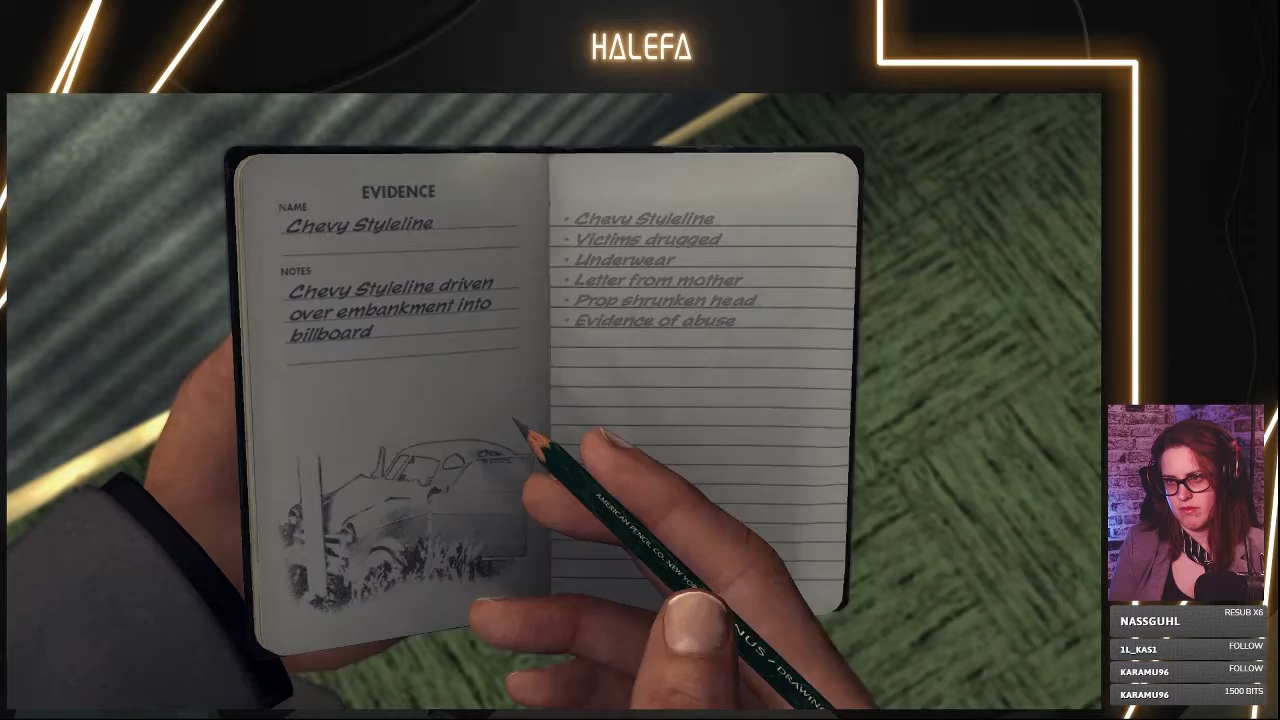 HALEFA
EVIDENCE
NAME
Chevy Styleline
NOTES
Chevy Styleline driven
over embankment into
billboard
• Chevy Styleline
• Victims drugged
• Underwear
• Letter from mother
• Prop shrunken head
• Evidence of abuse
AMERICAN PENCIL CO. NEW YORK
NUS / DRAWING
NASSGUHL RESUB X6
1L_KAS1 FOLLOW
KARAMU96 FOLLOW
KARAMU96 1500 BITS